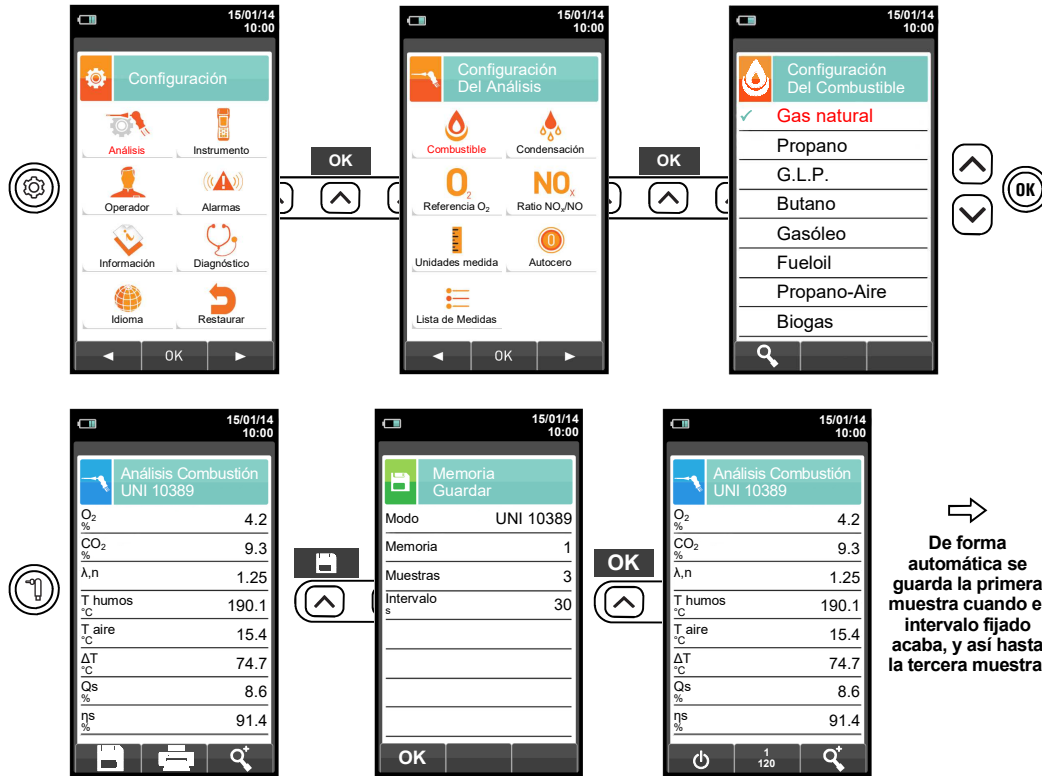 15/01/14
10:00
Configuración
Análisis
Instrumento
Operador
Alarmas
Información
Diagnóstico
Idioma
Restaurar
OK
OK
15/01/14
10:00
Configuración
Del Análisis
Combustible
Condensación
O₂
NOₓ
Referencia O₂
Ratio NOₓ/NO
Unidades medida
Autocero
Lista de Medidas
OK
OK
15/01/14
10:00
Configuración
Del Combustible
Gas natural
Propano
G.L.P.
Butano
Gasóleo
Fueloil
Propano-Aire
Biogas
OK
15/01/14
10:00
Análisis Combustión
UNI 10389
O₂ % 4.2
CO₂ % 9.3
λ,n 1.25
T humos °C 190.1
T aire °C 15.4
ΔT °C 74.7
Qs % 8.6
ηs % 91.4
15/01/14
10:00
Memoria
Guardar
Modo UNI 10389
Memoria 1
Muestras 3
Intervalo s 30
OK
OK
15/01/14
10:00
Análisis Combustión
UNI 10389
O₂ % 4.2
CO₂ % 9.3
λ,n 1.25
T humos °C 190.1
T aire °C 15.4
ΔT °C 74.7
Qs % 8.6
ηs % 91.4
1
120
De forma
automática se
guarda la primera
muestra cuando e
intervalo fijado
acaba, y así hasta
la tercera muestra